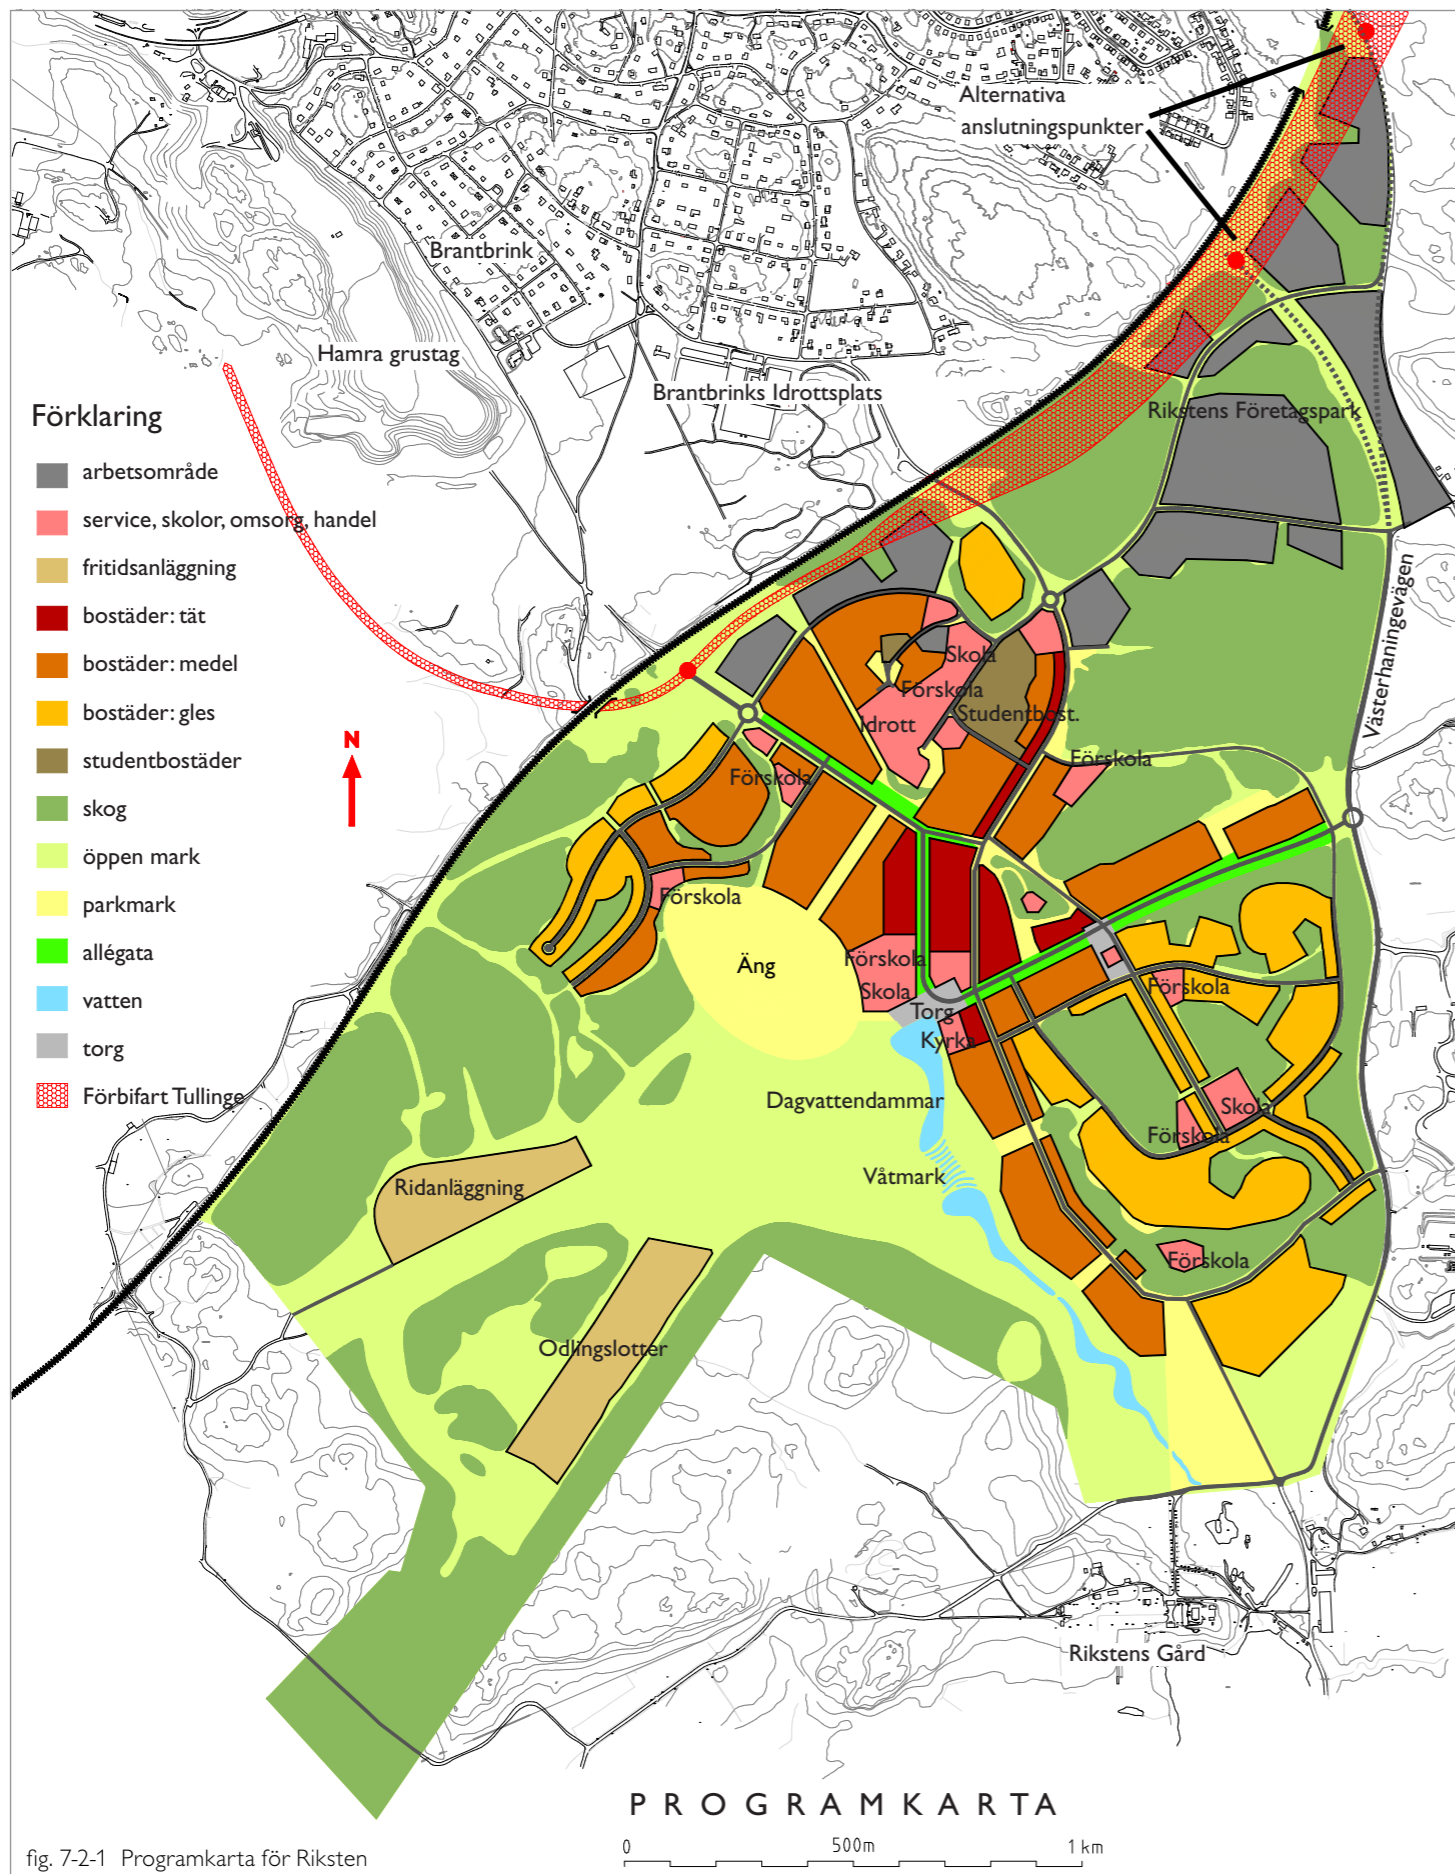 Alternativa
anslutningspunkter
Brantbrink
Hamra grustag
Brantbrinks Idrottsplats
Rikstens Företagspark
Västerhaningevägen
Förklaring
arbetsområde
service, skolor, omsorg, handel
fritidsanläggning
bostäder: tät
bostäder: medel
bostäder: gles
studentbostäder
skog
öppen mark
parkmark
allégata
vatten
torg
Förbifart Tullinge
N
Skola
Förskola
Idrott
Studentbost.
Förskola
Förskola
Förskola
Äng
Förskola
Skola
Torg
Kyrka
Förskola
Dagvattendammar
Skola
Förskola
Våtmark
Ridanläggning
Förskola
Odlingslotter
Rikstens Gård
PROGRAMKARTA
0 500m 1 km
fig. 7-2-1 Programkarta för Riksten